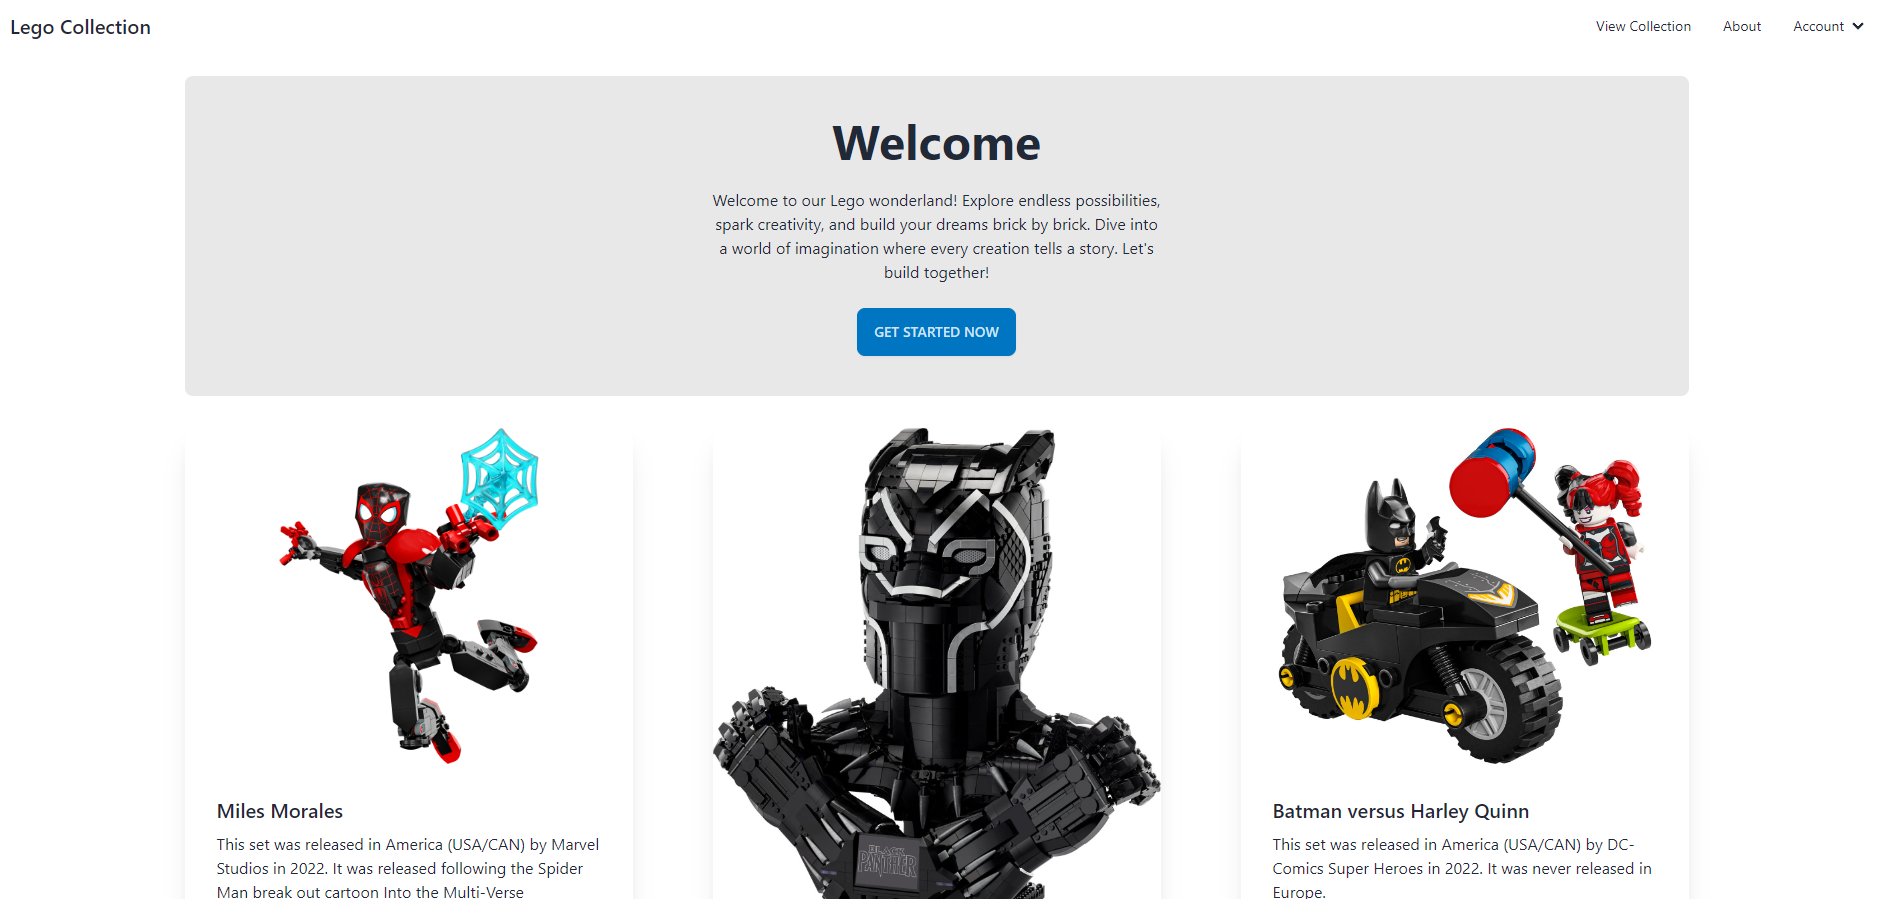 Lego Collection
View Collection
About
Account
Welcome
Welcome to our Lego wonderland! Explore endless possibilities,
spark creativity, and build your dreams brick by brick. Dive into
a world of imagination where every creation tells a story. Let's
build together!
GET STARTED NOW
Miles Morales
This set was released in America (USA/CAN) by Marvel
Studios in 2022. It was released following the Spider
Man break out cartoon Into the Multi-Verse
BLACK
PANTHER
Batman versus Harley Quinn
This set was released in America (USA/CAN) by DC-
Comics Super Heroes in 2022. It was never released in
Europe.